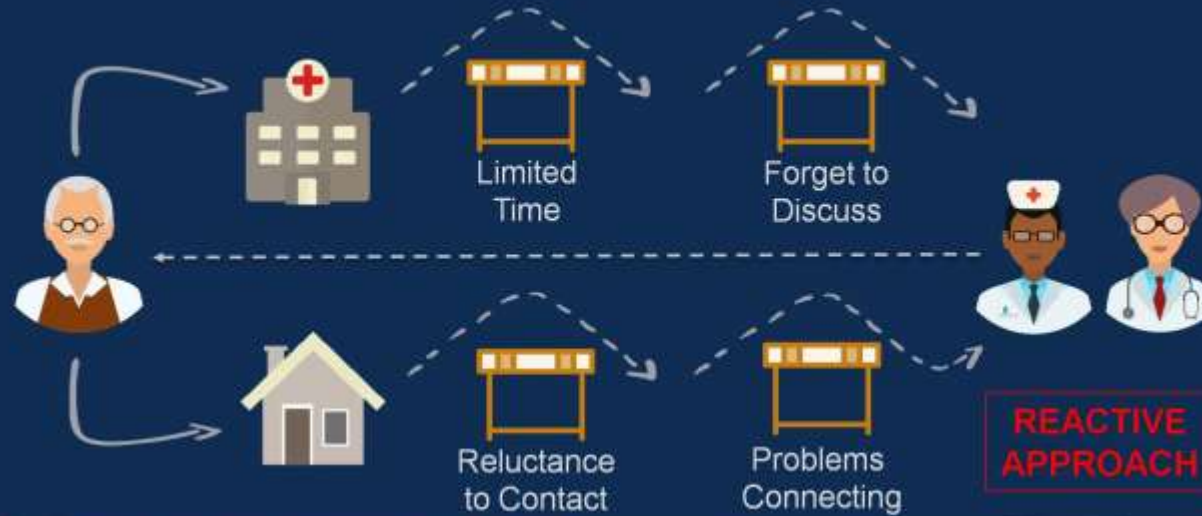 Limited
Time
Forget to
Discuss
Reluctance
to Contact
Problems
Connecting
REACTIVE
APPROACH